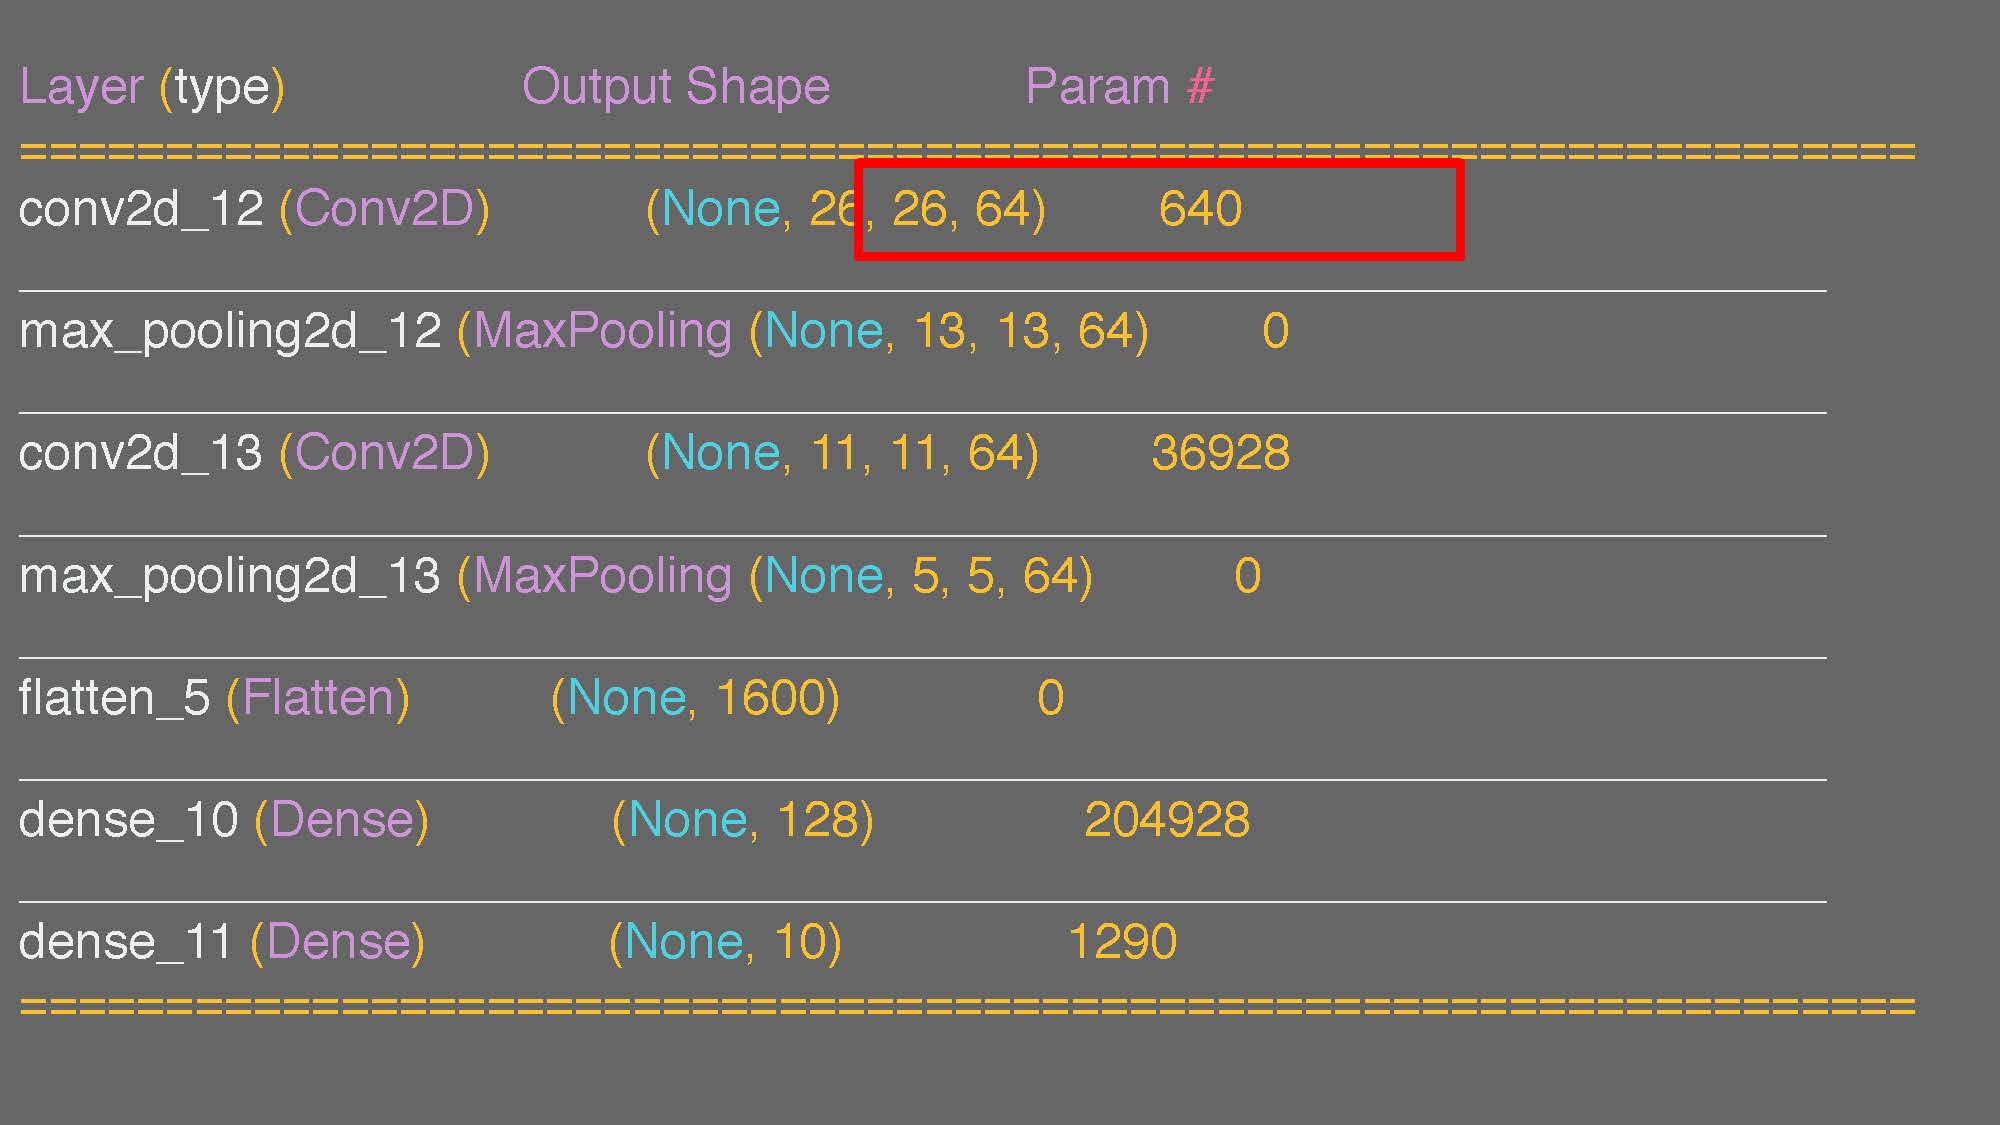 Layer (type) Output Shape Param #
=================================================================
conv2d_12 (Conv2D) (None, 26, 26, 64) 640
_________________________________________________________________
max_pooling2d_12 (MaxPooling (None, 13, 13, 64) 0
_________________________________________________________________
conv2d_13 (Conv2D) (None, 11, 11, 64) 36928
_________________________________________________________________
max_pooling2d_13 (MaxPooling (None, 5, 5, 64) 0
_________________________________________________________________
flatten_5 (Flatten) (None, 1600) 0
_________________________________________________________________
dense_10 (Dense) (None, 128) 204928
_________________________________________________________________
dense_11 (Dense) (None, 10) 1290
=================================================================